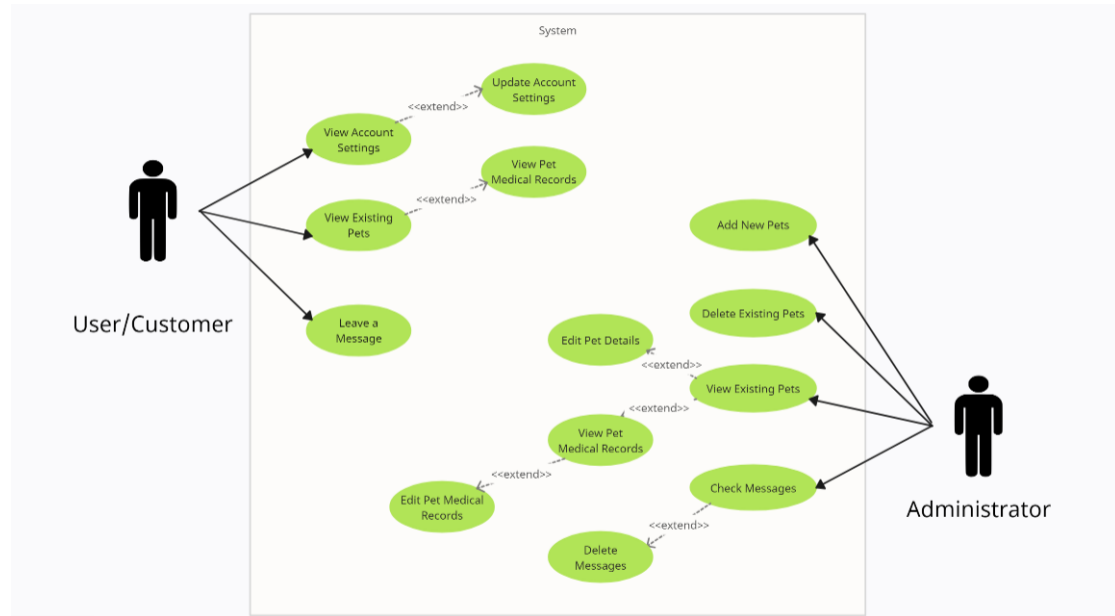 System
Update Account
Settings
<<extend>>
View Account
Settings
View Pet
Medical Records
<<extend>>
View Existing
Pets
Add New Pets
User/Customer
Leave a
Message
Delete Existing Pets
Edit Pet Details
<<extend>>
View Existing Pets
<<extend>>
View Pet
Medical Records
<<extend>>
Edit Pet Medical
Records
Check Messages
Administrator
<<extend>>
Delete
Messages